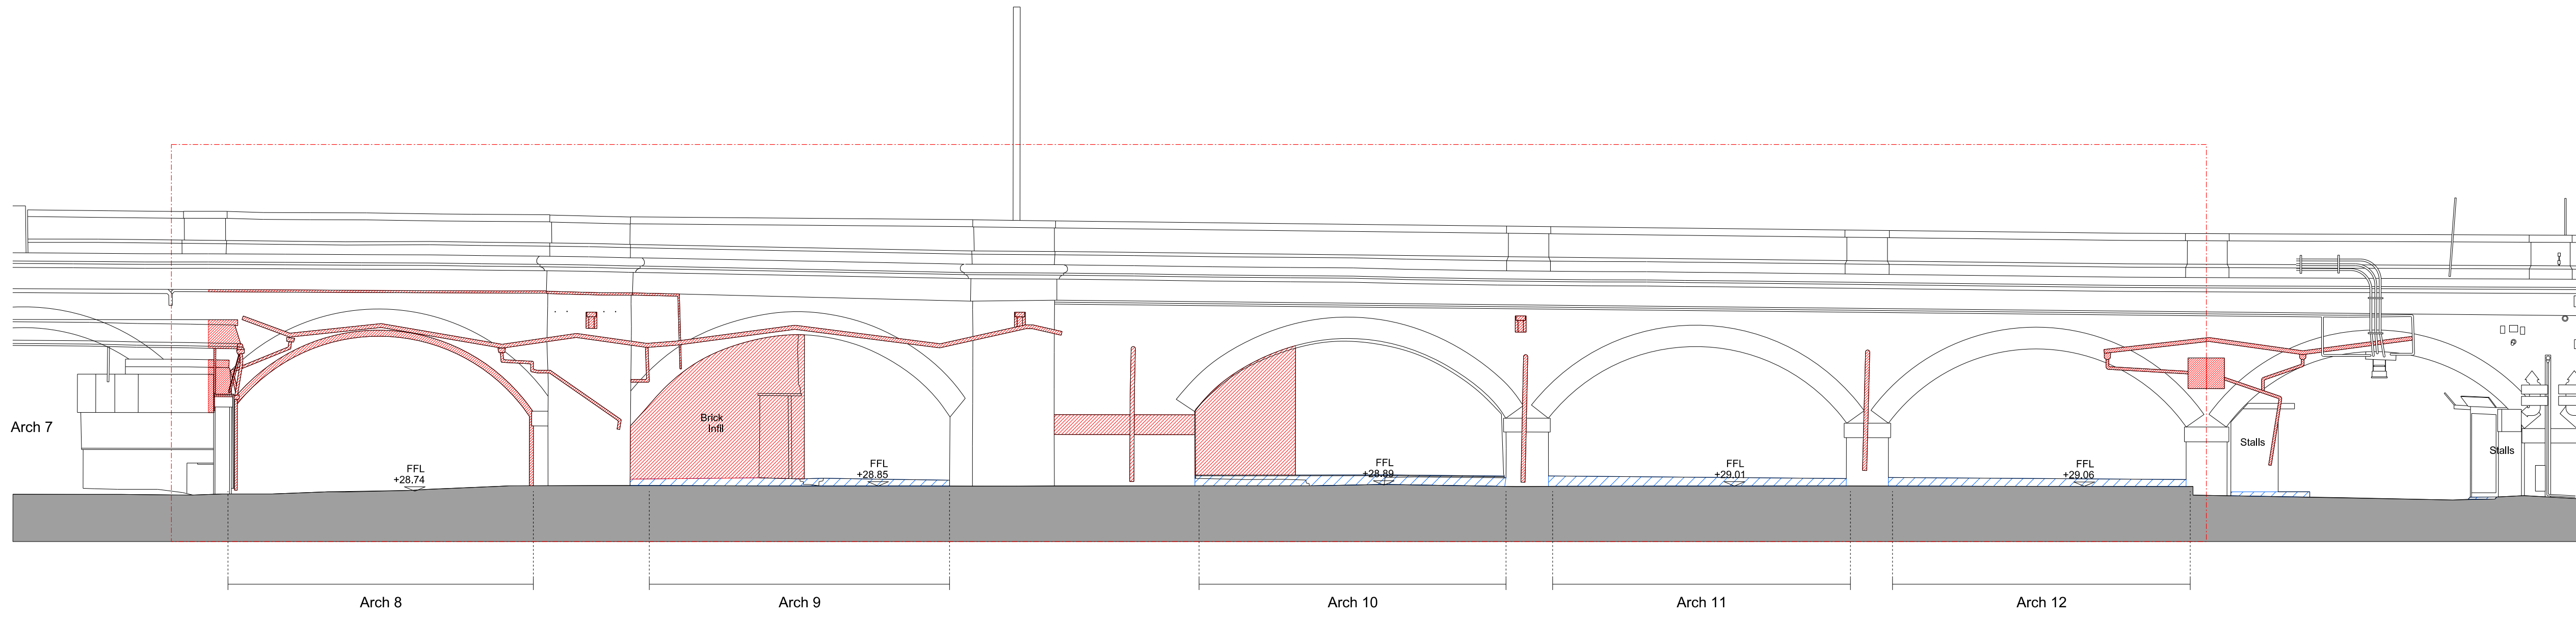 Arch 7
FFL
+28.74
Brick
Infil
FFL
+28.85
FFL
+28.89
FFL
+29.01
FFL
+29.06
Stalls
Stalls
Arch 8
Arch 9
Arch 10
Arch 11
Arch 12